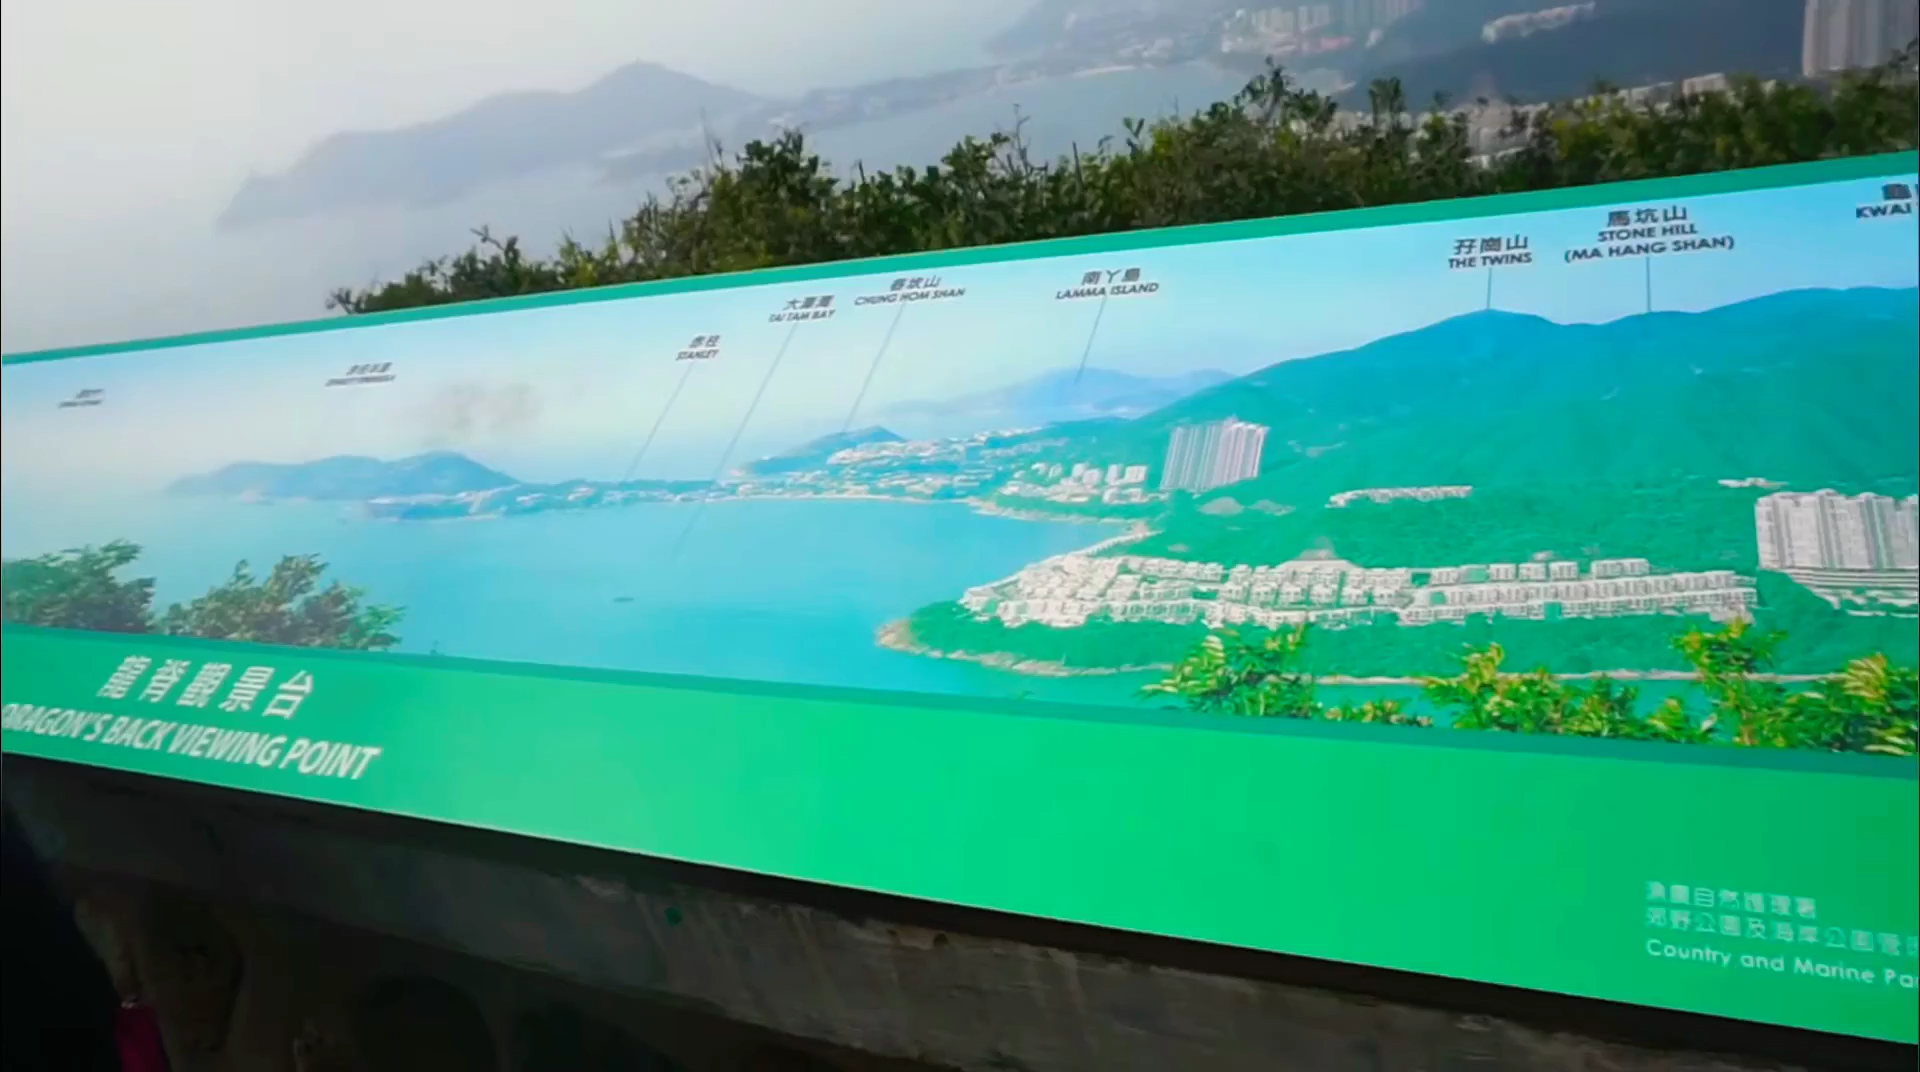 赤柱
STANLEY
大潭灣
TAI TAM BAY
舂坎山
CHUNG HOM SHAN
南丫島
LAMMA ISLAND
孖崗山
THE TWINS
馬坑山
STONE HILL
(MA HANG SHAN)
KWAI
龍脊觀景台
DRAGON'S BACK VIEWING POINT
漁農自然護理署
郊野公園及海岸公園管
Country and Marine Pa